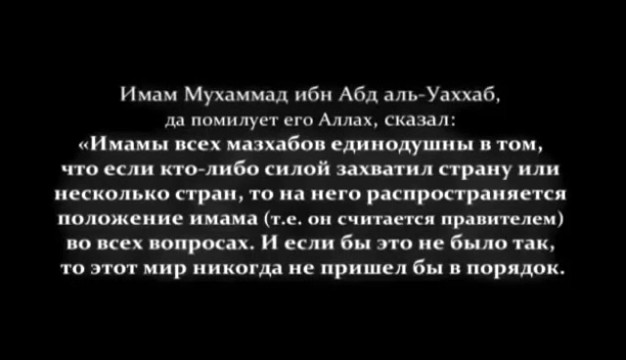 Имам Мухаммад ибн Абд аль-Уаххаб,
да помилует его Аллах, сказал:
«Имамы всех мазхабов единодушны в том,
что если кто-либо силой захватил страну или
несколько стран, то на него распространяется
положение имама (т.е. он считается правителем)
во всех вопросах. И если бы это не было так,
то этот мир никогда не пришел бы в порядок.